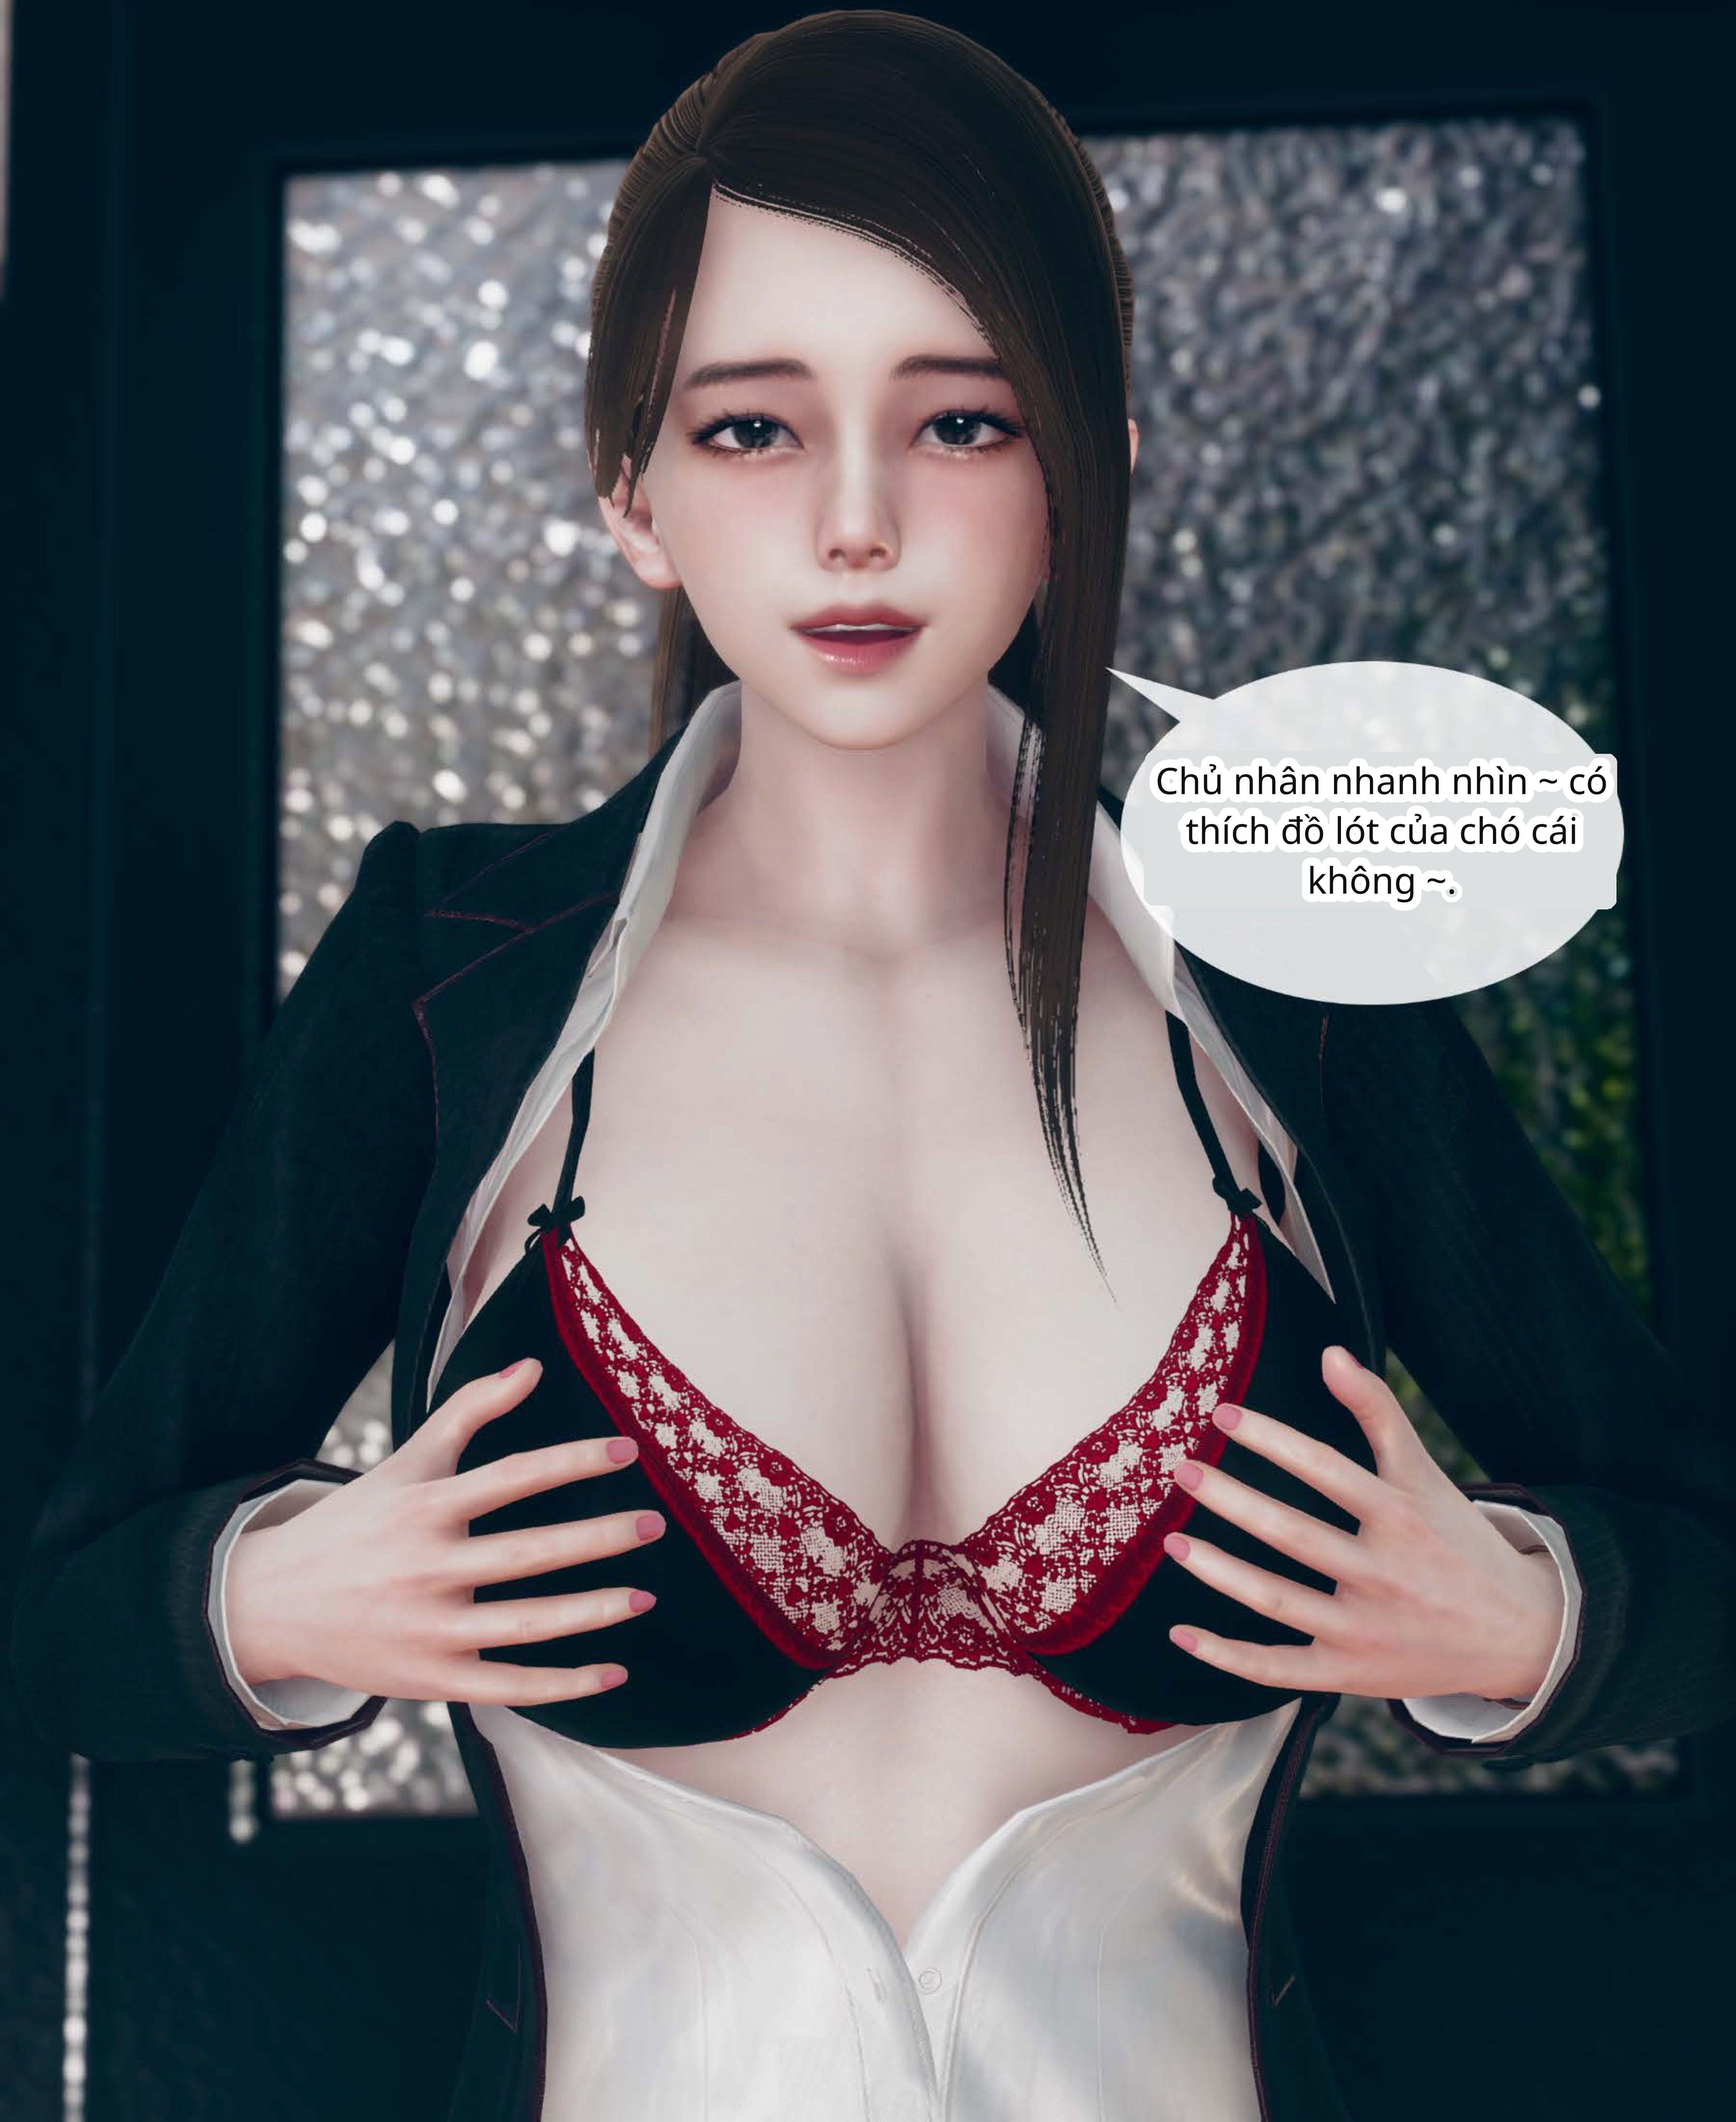 Chủ nhân nhanh nhìn ~ có
thích đồ lót của chó cái
không ~.